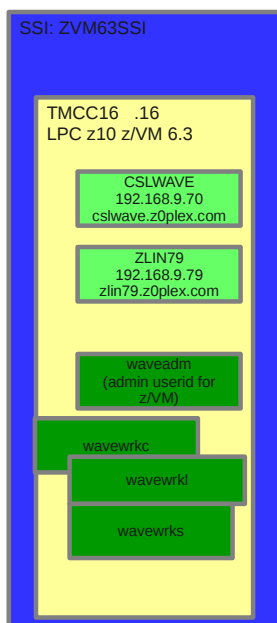 SSI: ZVM63SSI
TMCC16 .16
LPC z10 z/VM 6.3
CSLWAVE
192.168.9.70
cslwave.z0plex.com
ZLIN79
192.168.9.79
zlin79.z0plex.com
waveadm
(admin userid for
z/VM)
wavewrkc
wavewrkl
wavewrks